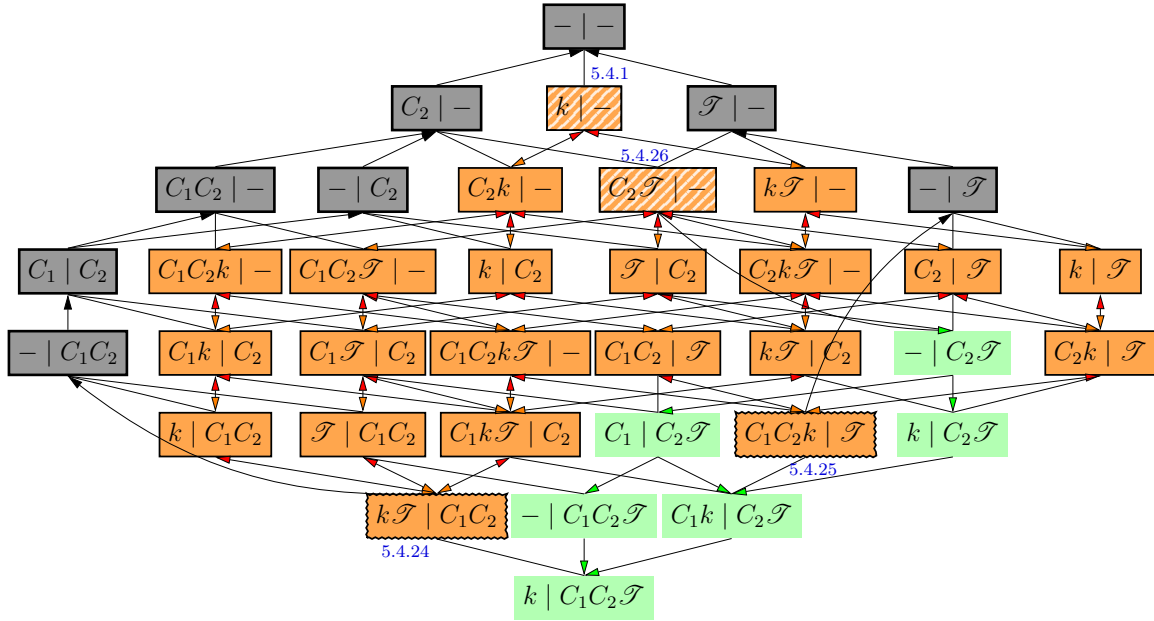 − | −
5.4.1
C₂ | −
k | −
𝒯 | −
5.4.26
C₁C₂ | −
− | C₂
C₂k | −
C₂𝒯 | −
k𝒯 | −
− | 𝒯
C₁ | C₂
C₁C₂k | −
C₁C₂𝒯 | −
k | C₂
𝒯 | C₂
C₂k𝒯 | −
C₂ | 𝒯
k | 𝒯
− | C₁C₂
C₁k | C₂
C₁𝒯 | C₂
C₁C₂k𝒯 | −
C₁C₂ | 𝒯
k𝒯 | C₂
− | C₂𝒯
C₂k | 𝒯
k | C₁C₂
𝒯 | C₁C₂
C₁k𝒯 | C₂
C₁ | C₂𝒯
C₁C₂k | 𝒯
k | C₂𝒯
5.4.25
k𝒯 | C₁C₂
− | C₁C₂𝒯
C₁k | C₂𝒯
5.4.24
k | C₁C₂𝒯